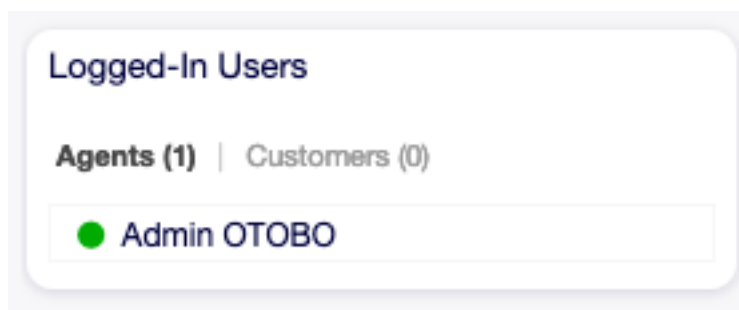 Logged-In Users
Agents (1) | Customers (0)
Admin OTOBO